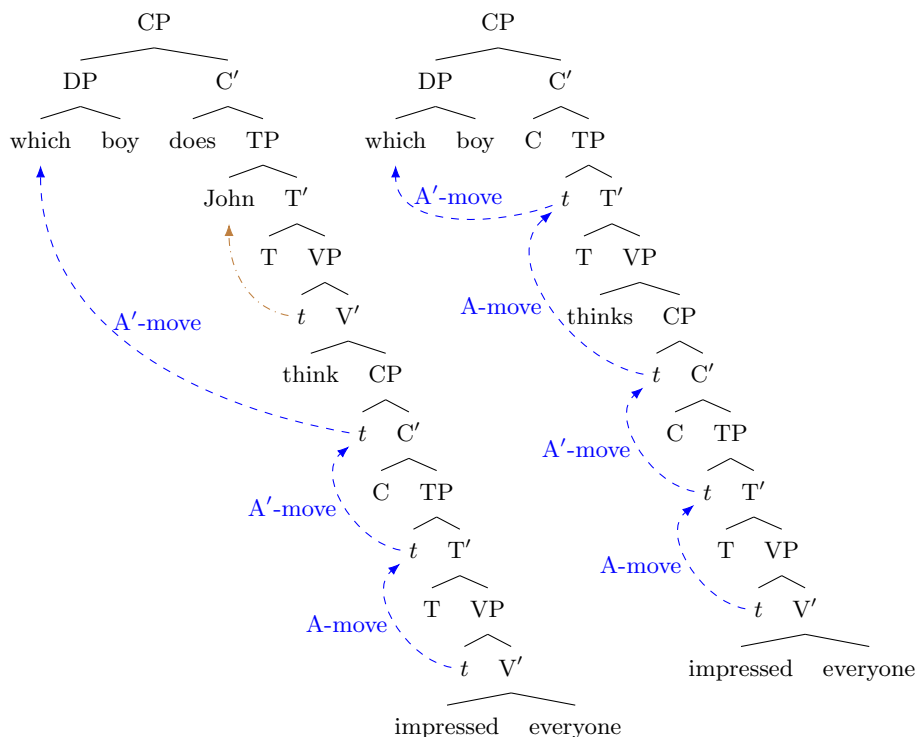 CP CP
DP C′ DP C′
which boy does TP which boy C TP
John T′ A′-move t T′
T VP T VP
A-move thinks CP
A′-move t V′
think CP t C′
C TP
t C′ A′-move
C TP t T′
A′-move
t T′ T VP
A-move
T VP t V′
A-move
t V′ impressed everyone
impressed everyone